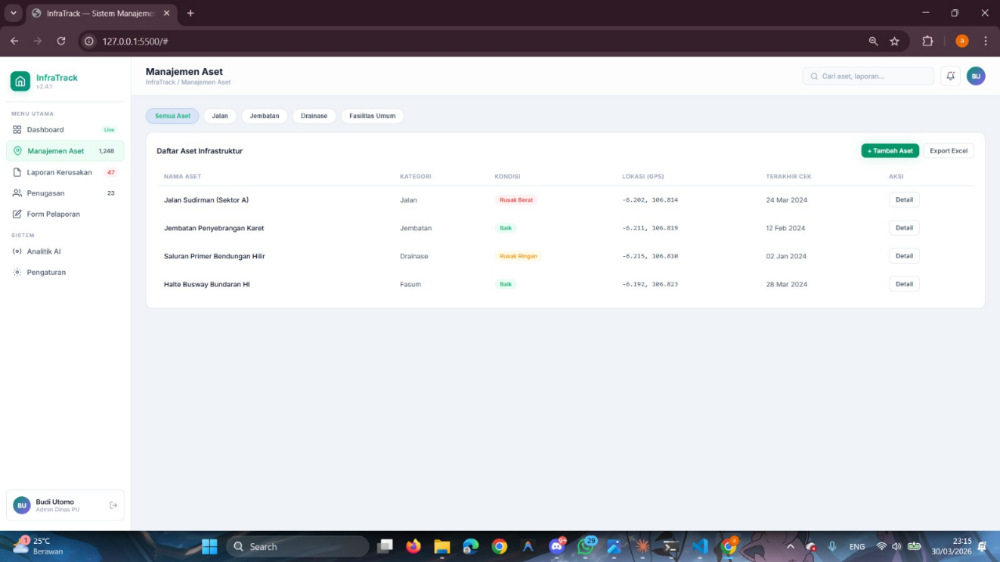 InfraTrack — Sistem Manajeme
127.0.0.1:5500/#
a
InfraTrack
v2.4.1
MENU UTAMA
Dashboard Live
Manajemen Aset 1,248
Laporan Kerusakan 47
Penugasan 23
Form Pelaporan
SISTEM
Analitik AI
Pengaturan
BU
Budi Utomo
Admin Dinas PU
Manajemen Aset
InfraTrack / Manajemen Aset
Cari aset, laporan...
BU
Semua Aset Jalan Jembatan Drainase Fasilitas Umum
Daftar Aset Infrastruktur
+ Tambah Aset Export Excel
NAMA ASET KATEGORI KONDISI LOKASI (GPS) TERAKHIR CEK AKSI
Jalan Sudirman (Sektor A) Jalan Rusak Berat -6.202, 106.814 24 Mar 2024 Detail
Jembatan Penyebrangan Karet Jembatan Baik -6.211, 106.819 12 Feb 2024 Detail
Saluran Primer Bendungan Hilir Drainase Rusak Ringan -6.215, 106.810 02 Jan 2024 Detail
Halte Busway Bundaran HI Fasum Baik -6.192, 106.823 28 Mar 2024 Detail
1
25°C
Berawan
Search
9+
29
ENG
23:15
30/03/2026